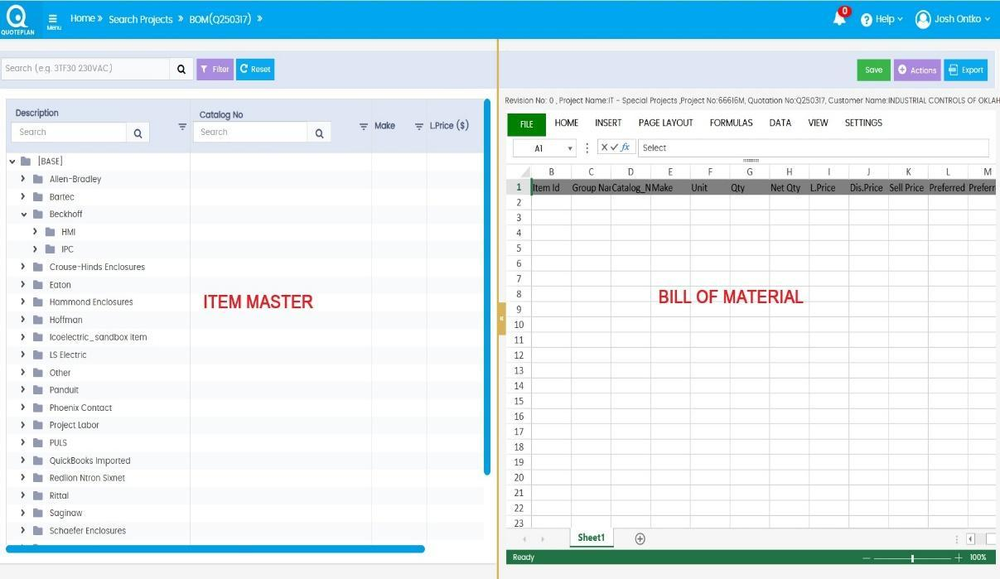 QUOTEPLAN
Menu
Home » Search Projects » BOM(Q250317) »
0
Help
Josh Ontko
Search (e.g. 3TF30 230VAC)
Filter
Reset
Save
Actions
Export
Revision No: 0 , Project Name:IT - Special Projects ,Project No:66616M, Quotation No:Q250317, Customer Name:INDUSTRIAL CONTROLS OF OKLAH
Description
Search
Catalog No
Search
Make
L.Price ($)
[BASE]
Allen-Bradley
Bartec
Beckhoff
HMI
IPC
Crouse-Hinds Enclosures
Eaton
Hammond Enclosures
Hoffman
Icoelectric_sandbox item
LS Electric
Other
Panduit
Phoenix Contact
Project Labor
PULS
QuickBooks Imported
Redlion Ntron Sixnet
Rittal
Saginaw
Schaefer Enclosures
ITEM MASTER
FILE HOME INSERT PAGE LAYOUT FORMULAS DATA VIEW SETTINGS
A1 fx Select
B C D E F G H I J K L M
1 Item Id Group Nar Catalog_N Make Unit Qty Net Qty L.Price Dis.Price Sell Price Preferred Preferr
2
3
4
5
6
7
8
9
10
11
12
13
14
15
16
17
18
19
20
21
22
23
BILL OF MATERIAL
Sheet1
Ready
100%